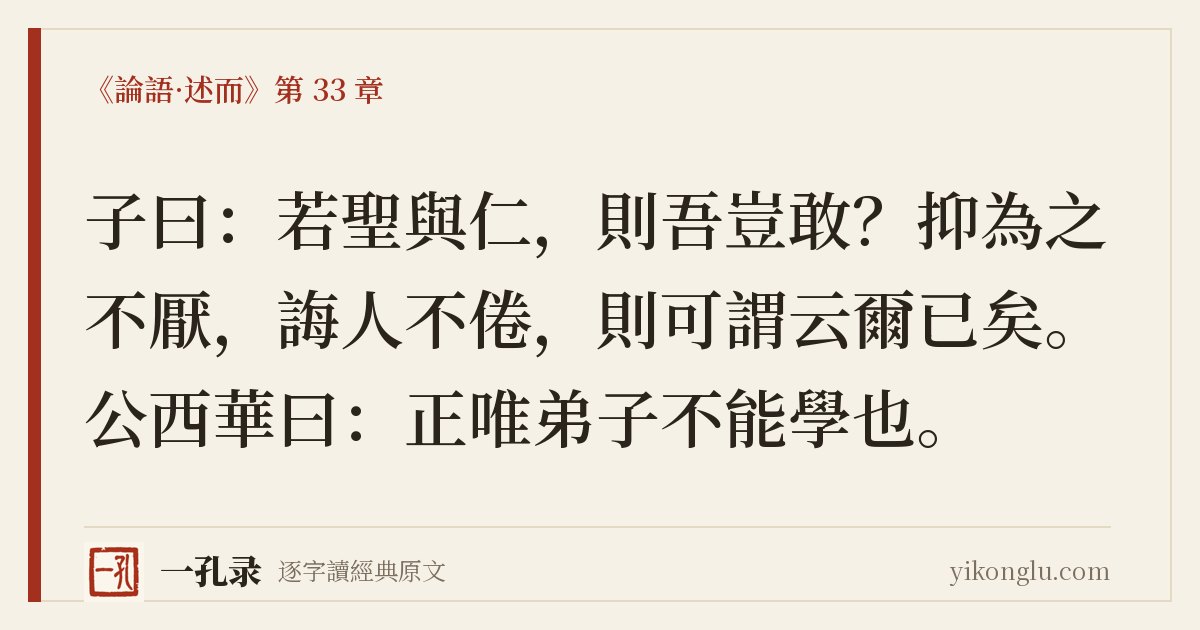 《論語·述而》第 33 章
子曰：若聖與仁，則吾豈敢？抑為之
不厭，誨人不倦，則可謂云爾已矣。
公西華曰：正唯弟子不能學也。
一孔
一孔录 逐字讀經典原文 yikonglu.com